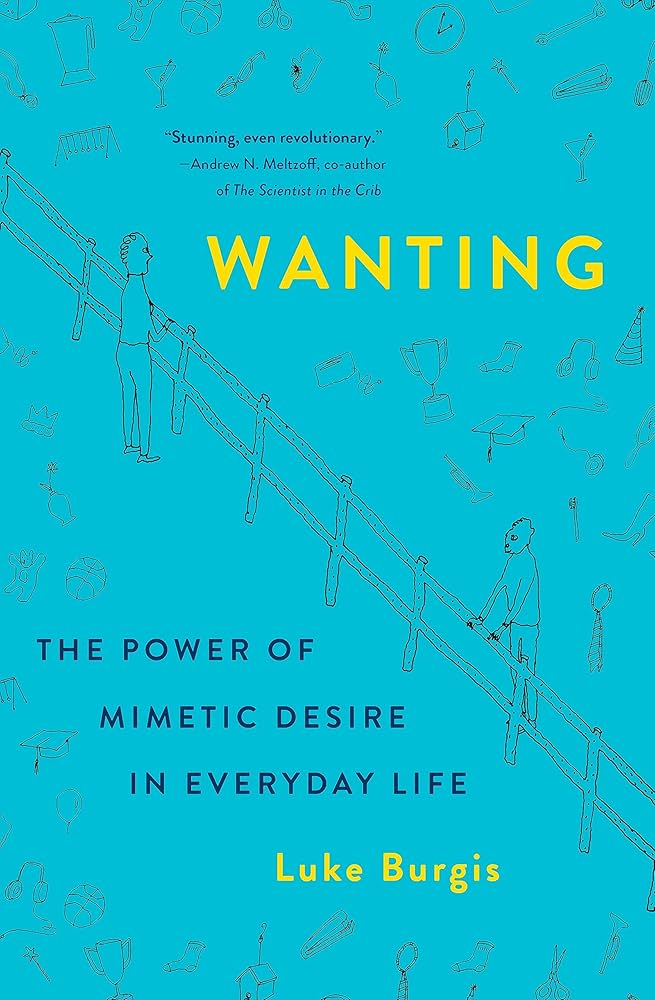 “Stunning, even revolutionary.”
—Andrew N. Meltzoff, co-author
of The Scientist in the Crib
WANTING
THE POWER OF
MIMETIC DESIRE
IN EVERYDAY LIFE
Luke Burgis